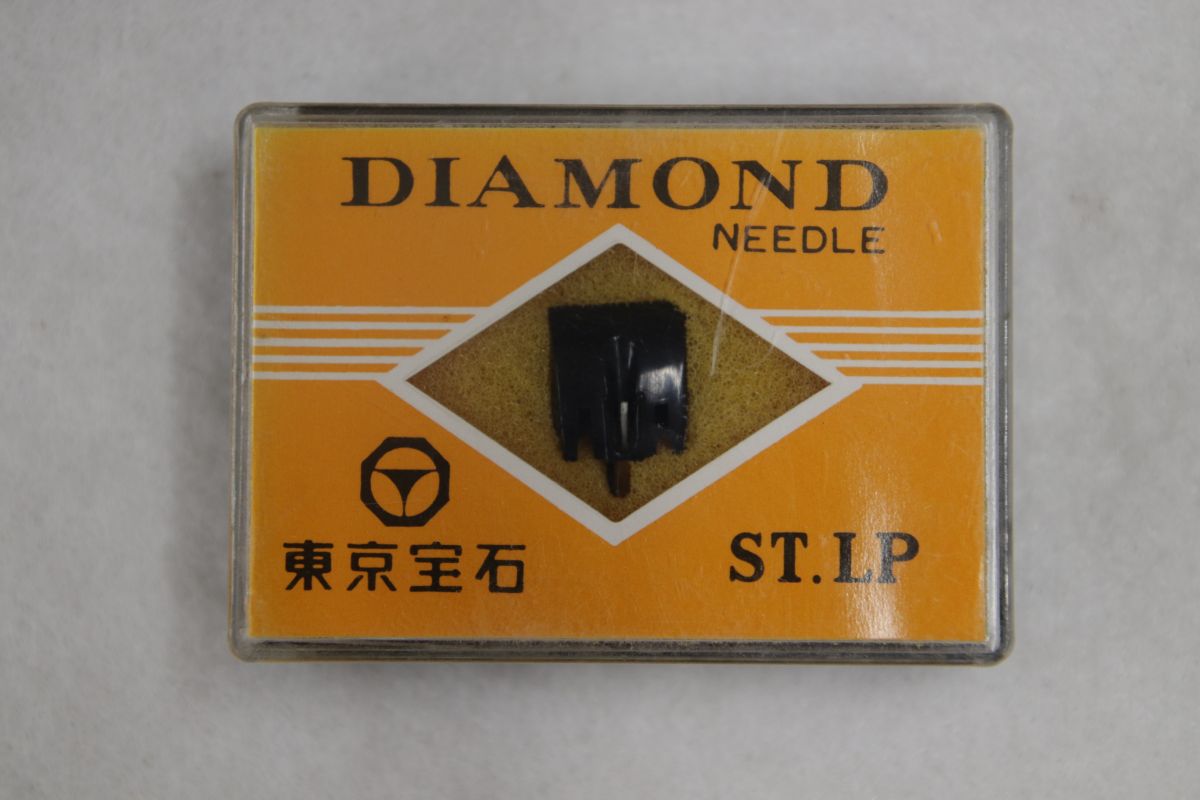 DIAMOND
NEEDLE
東京宝石
ST.LP